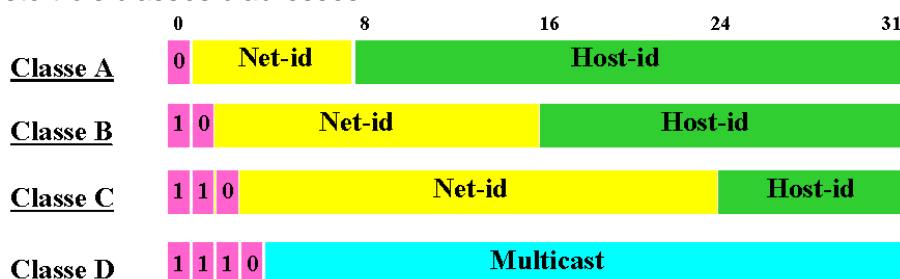 0 8 16 24 31
Classe A 0 Net-id Host-id
Classe B 1 0 Net-id Host-id
Classe C 1 1 0 Net-id Host-id
Classe D 1 1 1 0 Multicast